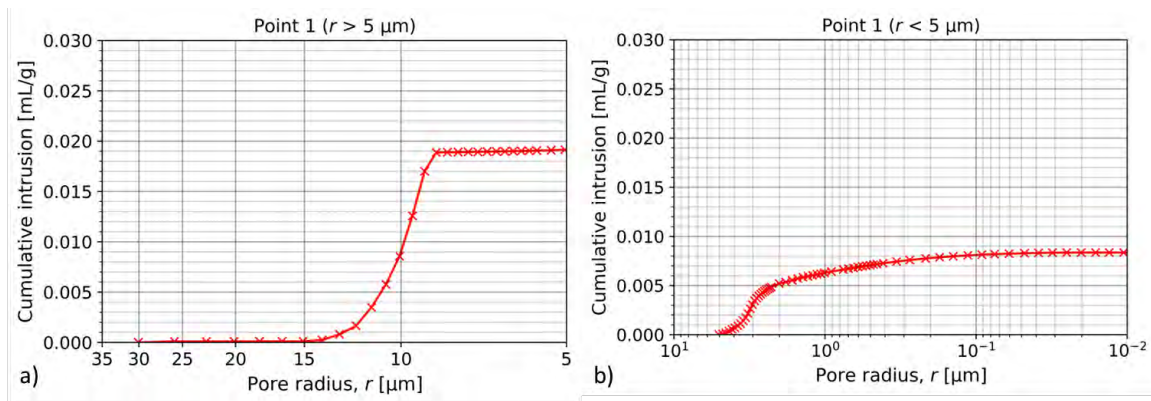 Point 1 (r > 5 μm)
Cumulative intrusion [mL/g]
0.030
0.025
0.020
0.015
0.010
0.005
0.000
35 30 25 20 15 10 5
Pore radius, r [μm]
a)
Point 1 (r < 5 μm)
Cumulative intrusion [mL/g]
0.030
0.025
0.020
0.015
0.010
0.005
0.000
10¹ 10⁰ 10⁻¹ 10⁻²
Pore radius, r [μm]
b)